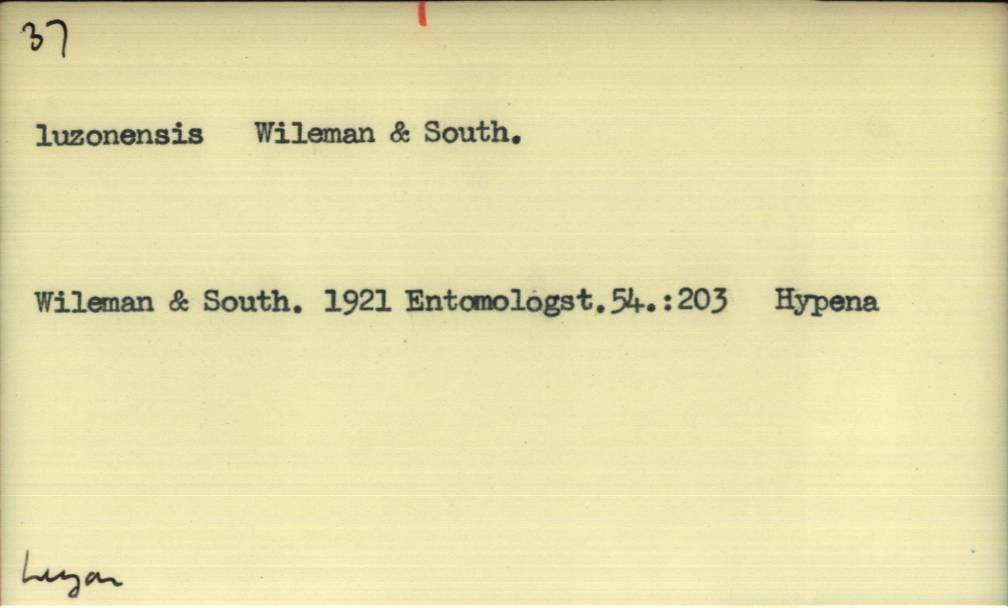 37
luzonensis Wileman & South.
Wileman & South. 1921 Entomologst.54.:203 Hypena
Luzon